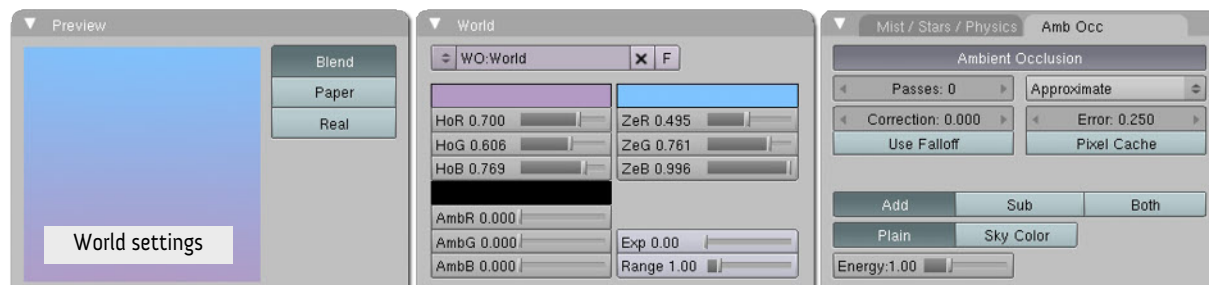 Preview
Blend
Paper
Real
World settings
World
WO:World
F
HoR 0.700
ZeR 0.495
HoG 0.606
ZeG 0.761
HoB 0.769
ZeB 0.996
AmbR 0.000
AmbG 0.000
Exp 0.00
AmbB 0.000
Range 1.00
Mist / Stars / Physics Amb Occ
Ambient Occlusion
Passes: 0
Approximate
Correction: 0.000
Error: 0.250
Use Falloff
Pixel Cache
Add
Sub
Both
Plain
Sky Color
Energy:1.00